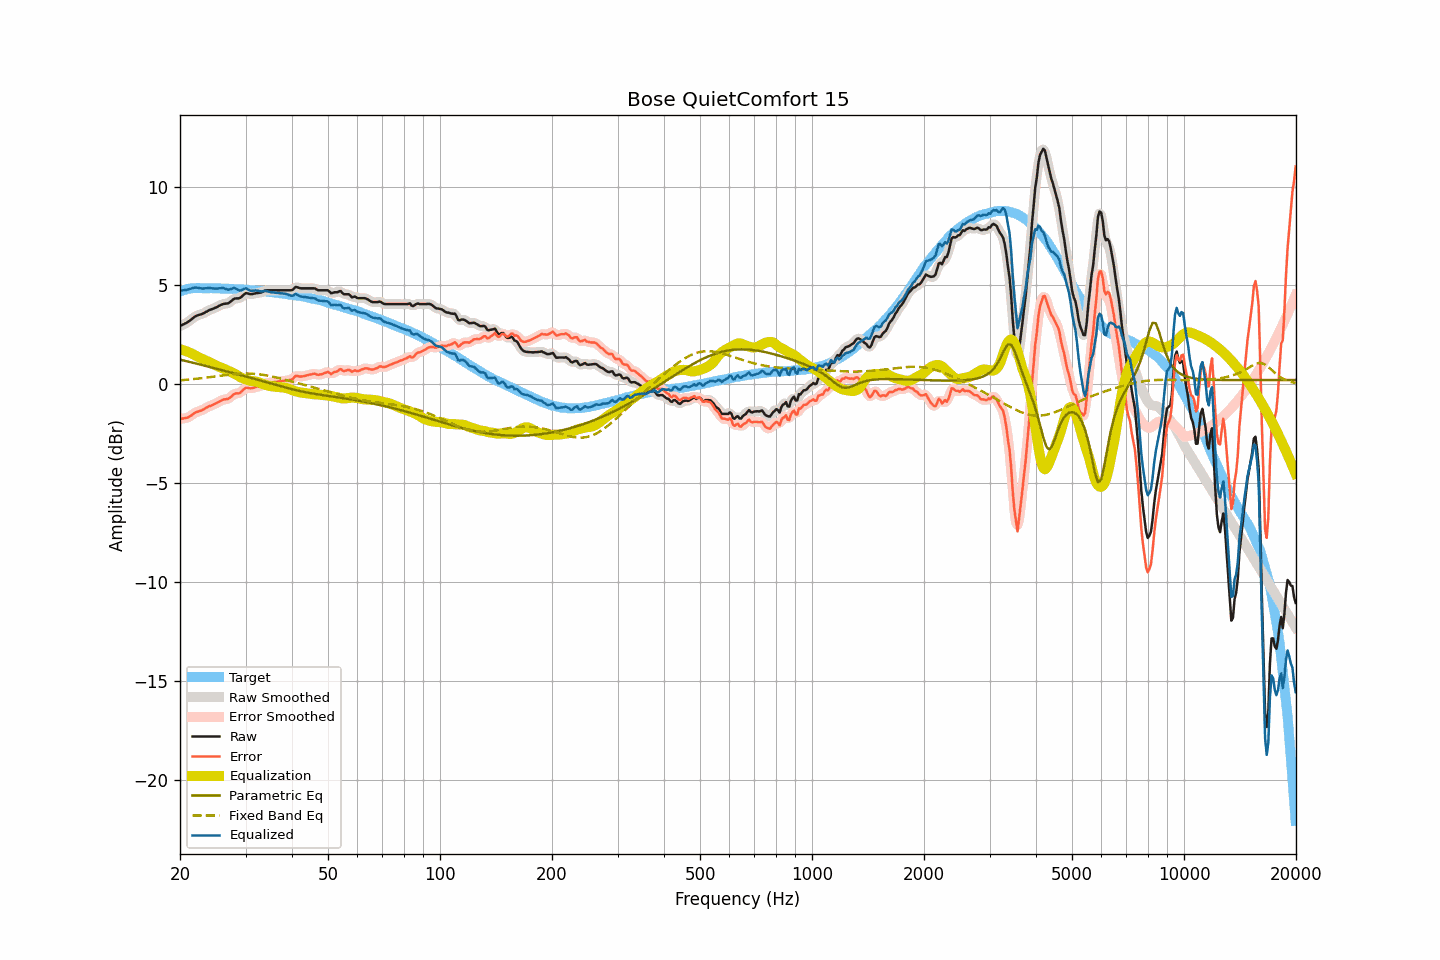 Bose QuietComfort 15
10
5
0
−5
−10
−15
−20
Amplitude (dBr)
Target
Raw Smoothed
Error Smoothed
Raw
Error
Equalization
Parametric Eq
Fixed Band Eq
Equalized
20 50 100 200 500 1000 2000 5000 10000 20000
Frequency (Hz)